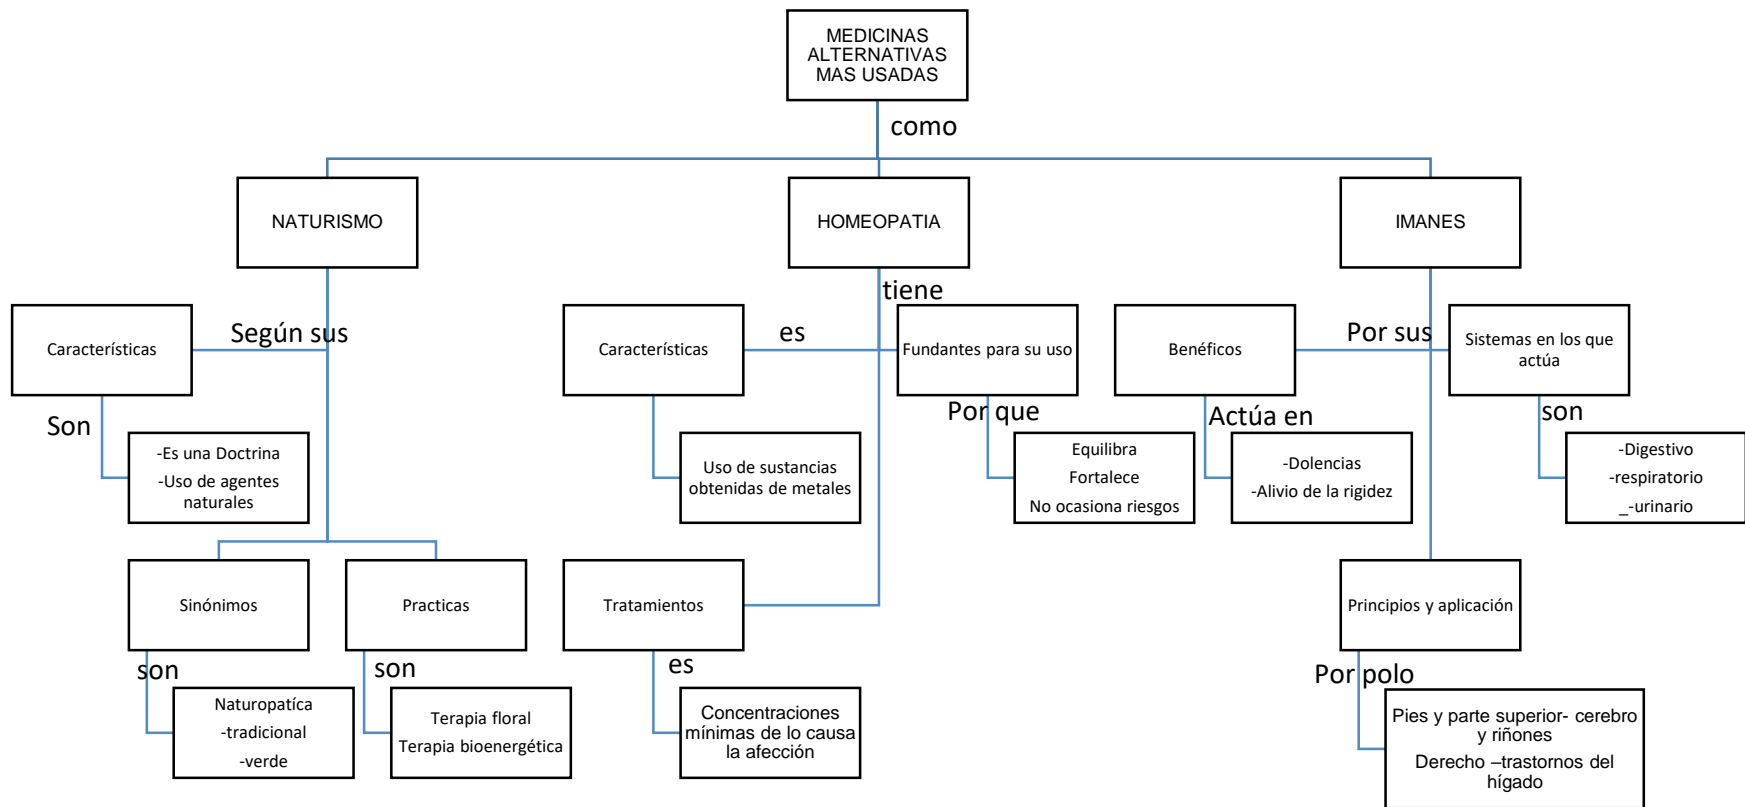 MEDICINAS
ALTERNATIVAS
MAS USADAS
como
NATURISMO
HOMEOPATIA
IMANES
tiene
Características
Según sus
Características
es
Fundantes para su uso
Benéficos
Por sus
Sistemas en los que
actúa
Son
-Es una Doctrina
-Uso de agentes
naturales
Uso de sustancias
obtenidas de metales
Por que
Equilibra
Fortalece
No ocasiona riesgos
Actúa en
-Dolencias
-Alivio de la rigidez
son
-Digestivo
-respiratorio
_-urinario
Sinónimos
Practicas
Tratamientos
Principios y aplicación
son
Naturopatíca
-tradicional
-verde
son
Terapia floral
Terapia bioenergética
es
Concentraciones
mínimas de lo causa
la afección
Por polo
Pies y parte superior- cerebro
y riñones
Derecho –trastornos del
hígado